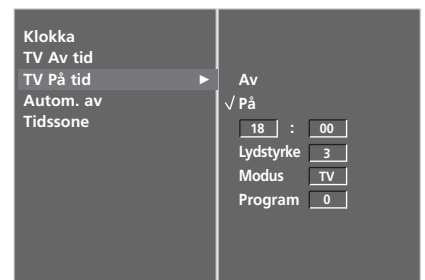 Klokka
TV Av tid
TV På tid ►
Autom. av
Tidssone
Av
√ På
18 : 00
Lydstyrke 3
Modus TV
Program 0